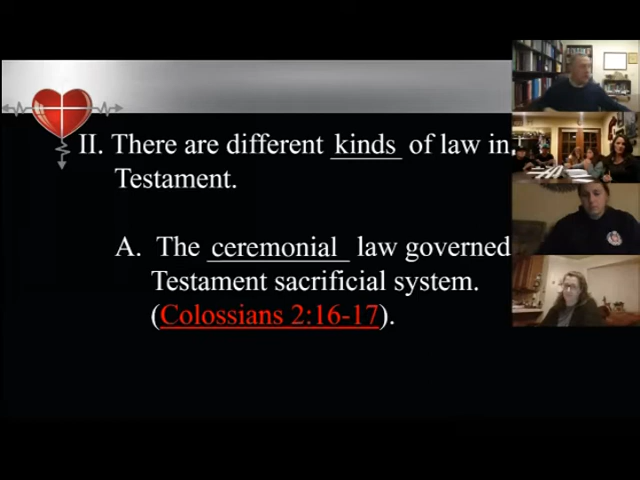 II. There are different kinds of law in
Testament.
A. The ceremonial law governed
Testament sacrificial system.
(Colossians 2:16-17).